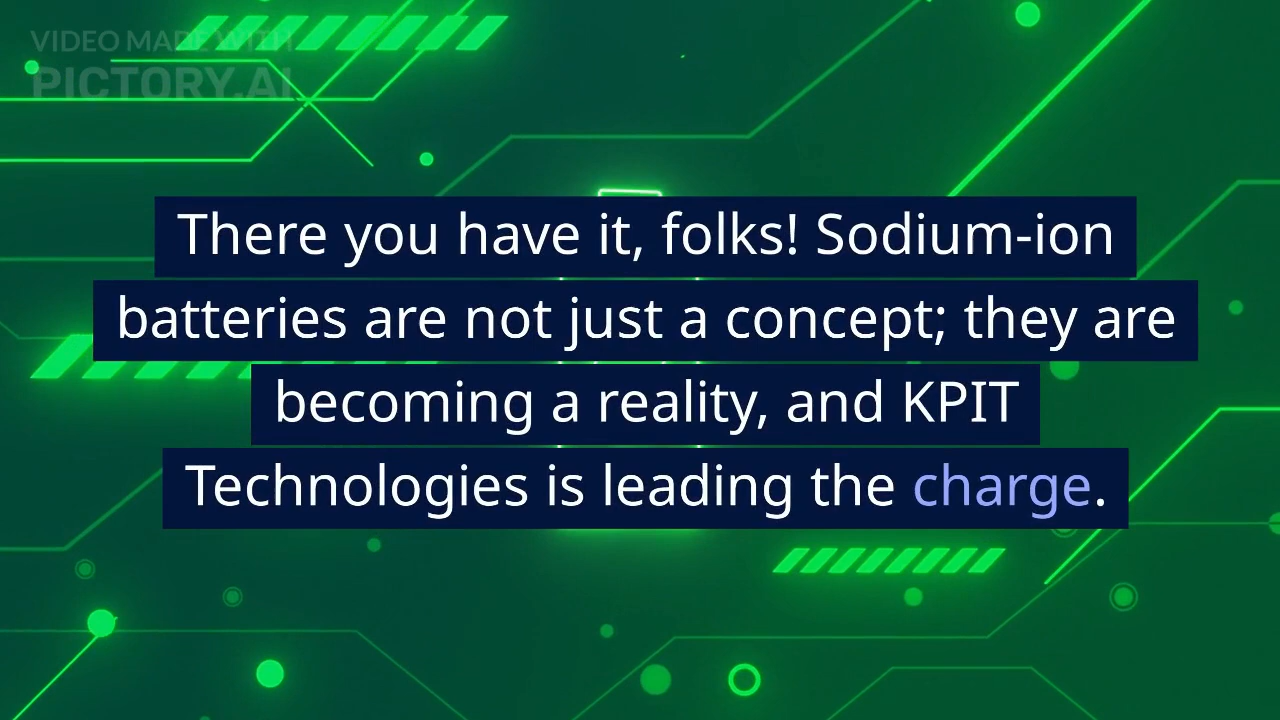 VIDEO MADE WITH
PICTORY.AI
There you have it, folks! Sodium-ion
batteries are not just a concept; they are
becoming a reality, and KPIT
Technologies is leading the charge.